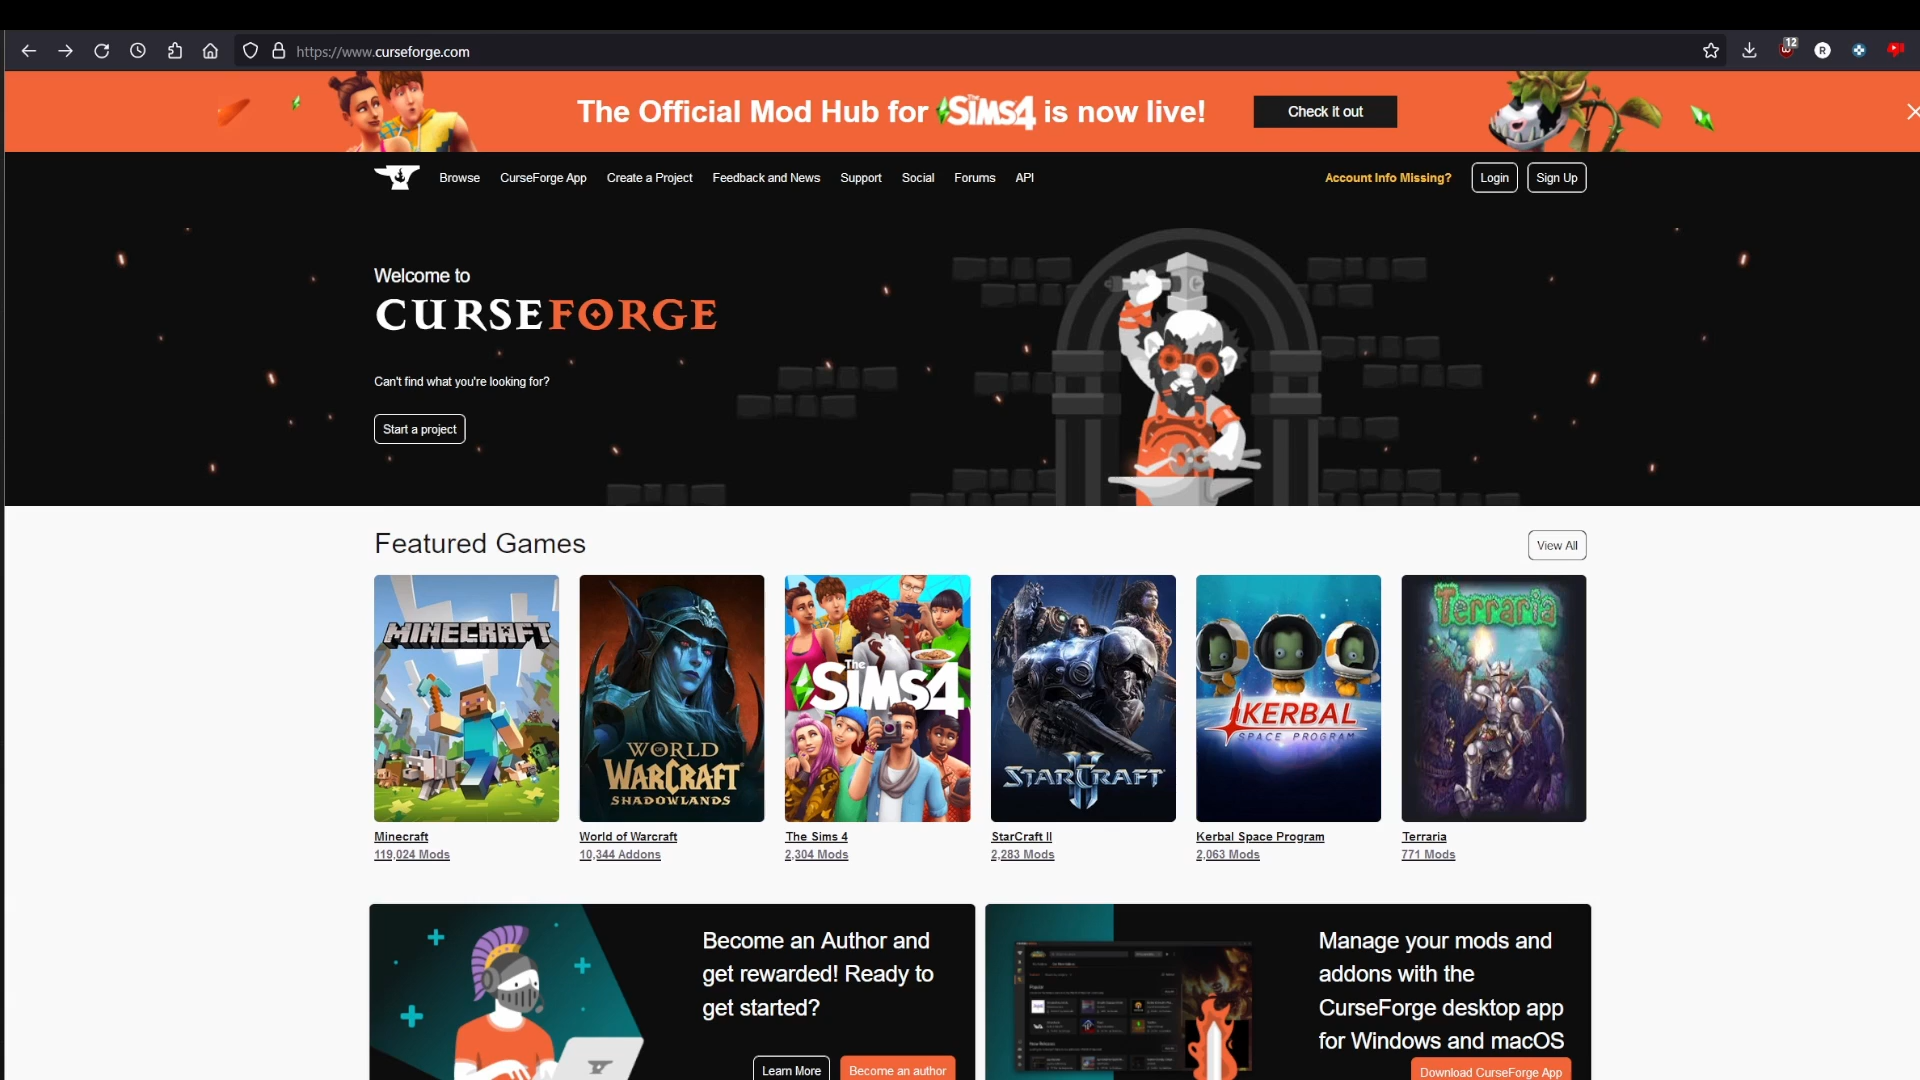 12
https://www.curseforge.com
The Official Mod Hub for The Sims 4 is now live!
Check it out
Browse
CurseForge App
Create a Project
Feedback and News
Support
Social
Forums
API
Account Info Missing?
Login
Sign Up
Welcome to
CURSEFORGE
Can't find what you're looking for?
Start a project
Featured Games
View All
MINECRAFT
WORLD OF WARCRAFT
SHADOWLANDS
The SiMS4
STARCRAFT
II
KERBAL
SPACE PROGRAM
Terraria
Minecraft
119,024 Mods
World of Warcraft
10,344 Addons
The Sims 4
2,304 Mods
StarCraft II
2,283 Mods
Kerbal Space Program
2,063 Mods
Terraria
771 Mods
Become an Author and
get rewarded! Ready to
get started?
Learn More
Become an author
Manage your mods and
addons with the
CurseForge desktop app
for Windows and macOS
Download CurseForge App